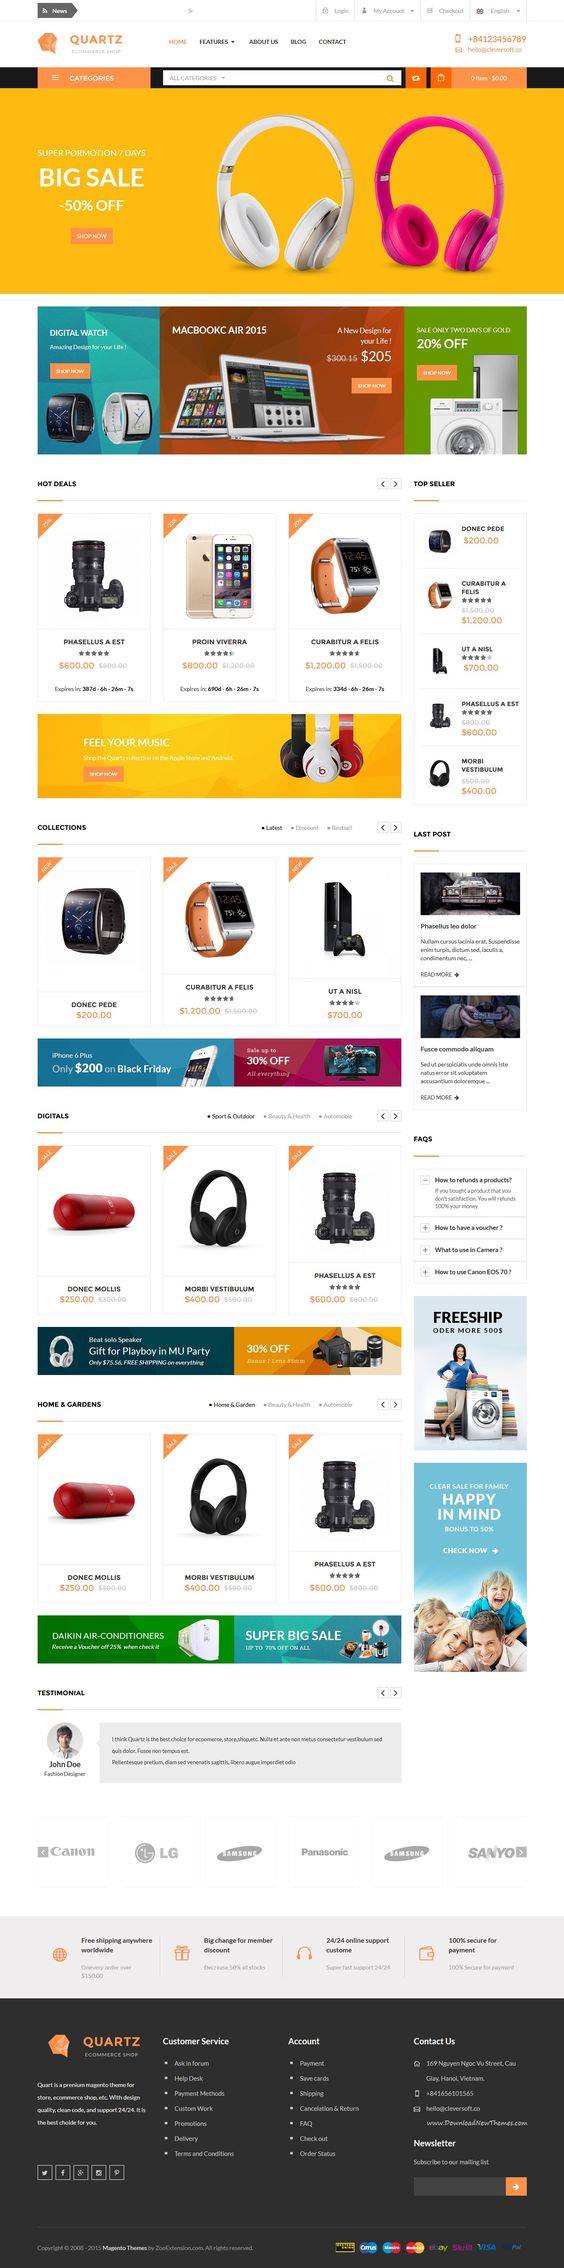 News
Login
My Account
Checkout
English
QUARTZ
ECOMMERCE SHOP
HOME
FEATURES
ABOUT US
BLOG
CONTACT
+84123456789
hello@cleversoft.co
CATEGORIES
ALL CATEGORIES
0 Item - $0.00
SUPER PORMOTION 7 DAYS
BIG SALE
-50% OFF
SHOP NOW
DIGITAL WATCH
Amazing Design for your Life !
SHOP NOW
MACBOOKC AIR 2015
A New Design for
your Life !
$300.15 $205
SHOP NOW
SALE ONLY TWO DAYS OF GOLD
20% OFF
SHOP NOW
HOT DEALS
-25%
PHASELLUS A EST
$600.00 $800.00
Expires in: 387d - 6h - 26m - 7s
PROIN VIVERRA
$800.00 $1,200.00
Expires in: 690d - 6h - 26m - 7s
-20%
CURABITUR A FELIS
$1,200.00 $1,500.00
Expires in: 334d - 6h - 26m - 7s
TOP SELLER
DONEC PEDE
$200.00
CURABITUR A
FELIS
$1,500.00
$1,200.00
UT A NISL
$700.00
PHASELLUS A EST
$800.00
$600.00
MORBI
VESTIBULUM
$500.00
$400.00
FEEL YOUR MUSIC
Shop the Quartz collection on the Apple Store and Android.
SHOP NOW
COLLECTIONS
Latest
Discount
Bestsell
NEW
DONEC PEDE
$200.00
SALE
CURABITUR A FELIS
$1,200.00 $1,500.00
NEW
UT A NISL
$700.00
LAST POST
Phasellus leo dolor
Nullam cursus lacinia erat, Suspendisse
enim turpis, dictum sed, iaculis a,
condimentum nec, ...
READ MORE
Fusce commodo aliquam
Sed ut perspiciatis unde omnis iste
natus error sit voluptatem
accusantium doloremque ...
READ MORE
iPhone 6 Plus
Only $200 on Black Friday
Sale up to
30% OFF
All everything
DIGITALS
Sport & Outdoor
Beauty & Health
Automobie
SALE
DONEC MOLLIS
$250.00 $300.00
SALE
MORBI VESTIBULUM
$400.00 $500.00
SALE
PHASELLUS A EST
$600.00 $800.00
FAQS
How to refunds a products?
If you bought a product that you
don't satisfaction. You will refunds
100% your money
How to have a voucher ?
What to use in Camera ?
How to use Canon EOS 70 ?
Beat solo Speaker
Gift for Playboy in MU Party
Only $75.56, FREE SHIPPING on everything
30% OFF
Bonus 1 Lens 85mm
FREESHIP
ODER MORE 500$
HOME & GARDENS
Home & Garden
Beauty & Health
Automobie
SALE
DONEC MOLLIS
$250.00 $300.00
SALE
MORBI VESTIBULUM
$400.00 $500.00
SALE
PHASELLUS A EST
$600.00 $800.00
CLEAR SALE FOR FAMILY
HAPPY
IN MIND
BONUS TO 50%
CHECK NOW
DAIKIN AIR-CONDITIONERS
Receive a Voucher off 25% when check it
SUPER BIG SALE
UP TO 70% OFF ON ALL
TESTIMONIAL
John Doe
Fashion Designer
I think Quartz is the best choice for ecoomerce, store,shop,etc. Nulla et ante non metus consectetur vestibulum sed
quis dolor. Fusce non tempus est.
Pellentesque pretium, diam sed venenatis sagittis, libero augue imperdiet odio
Canon
LG
SAMSUNG
Panasonic
SAMSUNG
SANYO
Free shipping anywhere
worldwide
Onevery order over
$150.00
Big change for member
discount
Decrease 50% all stocks
24/24 online support
custome
Super fast support 24/24
100% secure for
payment
100% Secure for payment
QUARTZ
ECOMMERCE SHOP
Quart is a prenium magento theme for
store, ecommerce shop, etc. With design
quality, clean code, and support 24/24. It is
the best choide for you.
Customer Service
Ask in forum
Help Desk
Payment Methods
Custom Work
Promotions
Delivery
Terms and Conditions
Account
Payment
Save cards
Shipping
Cancelation & Return
FAQ
Check out
Order Status
Contact Us
169 Nguyen Ngoc Vu Street, Cau
Giay, Hanoi, Vietnam.
+841656101565
hello@cleversoft.co
www.DownloadNewThemes.com
Newsletter
Subscribe to our mailing list
Copyright © 2008 - 2015 Magento Themes by ZooExtension.com. All rights reserved.
Cirrus
Maestro
ebay
Skrill
VISA